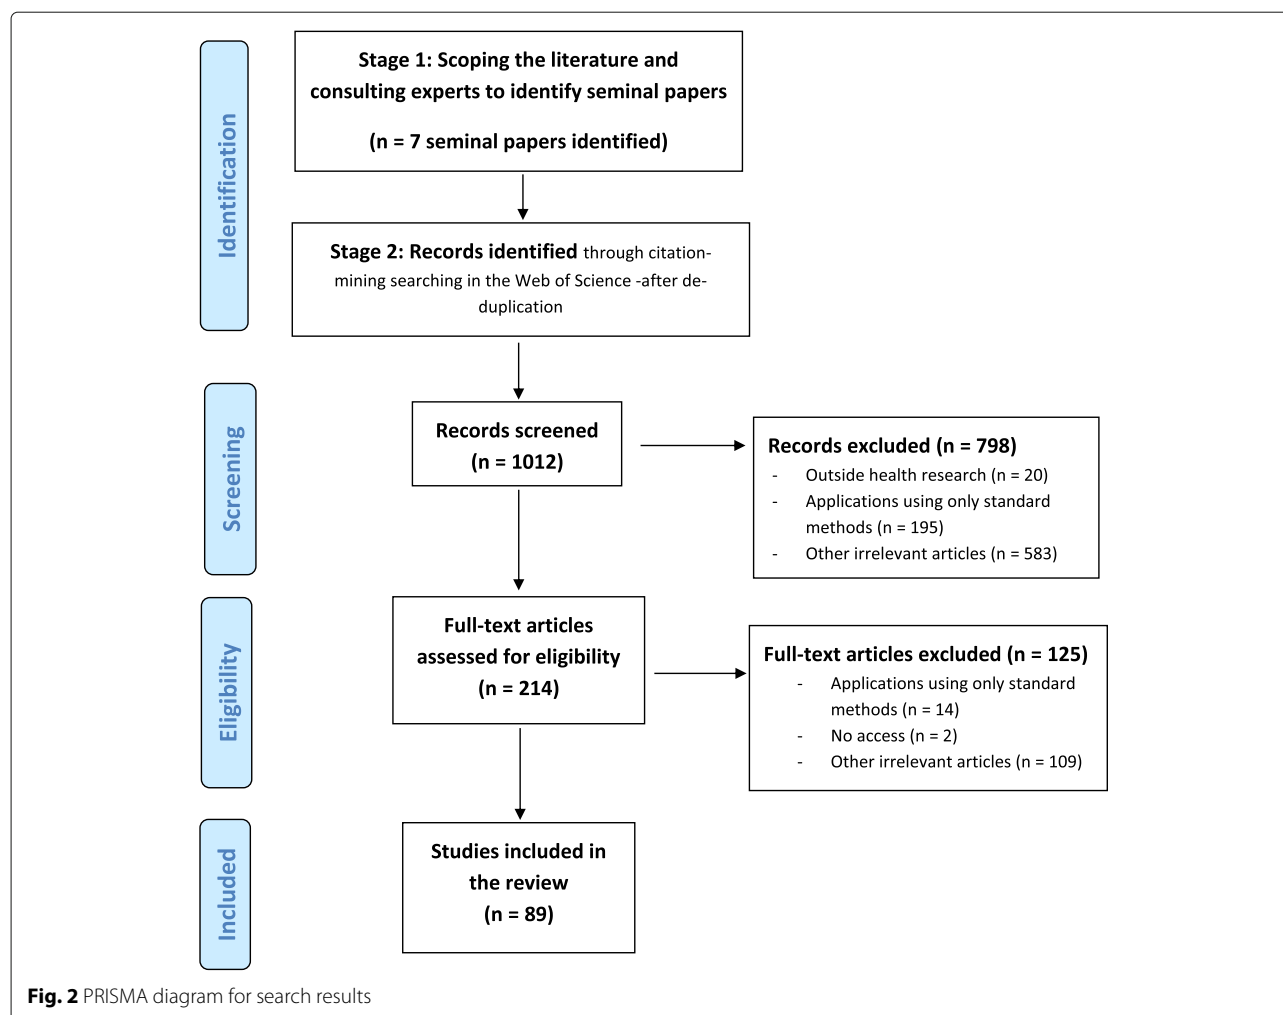 Identification
Stage 1: Scoping the literature and
consulting experts to identify seminal papers
(n = 7 seminal papers identified)
Stage 2: Records identified through citation-
mining searching in the Web of Science -after de-
duplication
Screening
Records screened
(n = 1012)
Records excluded (n = 798)
- Outside health research (n = 20)
- Applications using only standard
methods (n = 195)
- Other irrelevant articles (n = 583)
Eligibility
Full-text articles
assessed for eligibility
(n = 214)
Full-text articles excluded (n = 125)
- Applications using only standard
methods (n = 14)
- No access (n = 2)
- Other irrelevant articles (n = 109)
Included
Studies included in
the review
(n = 89)
Fig. 2 PRISMA diagram for search results